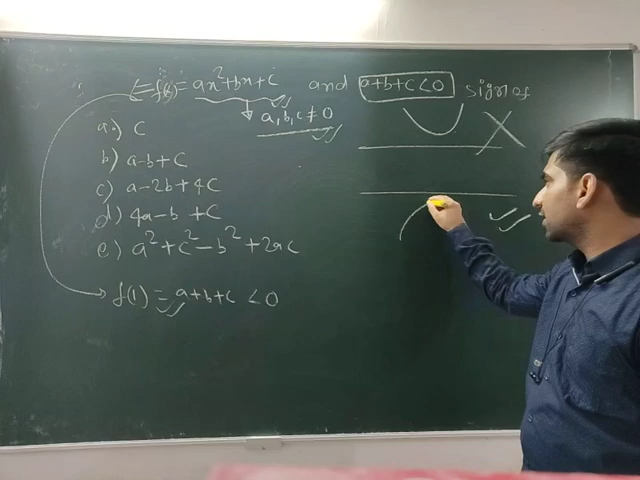 f(x) = ax²+bx+c and a+b+c<0 sign of
a,b,c ≠ 0
a) c
b) a-b+c
c) a-2b+4c
d) 4a-b+c
e) a²+c²-b²+2ac
f(1) = a+b+c <0